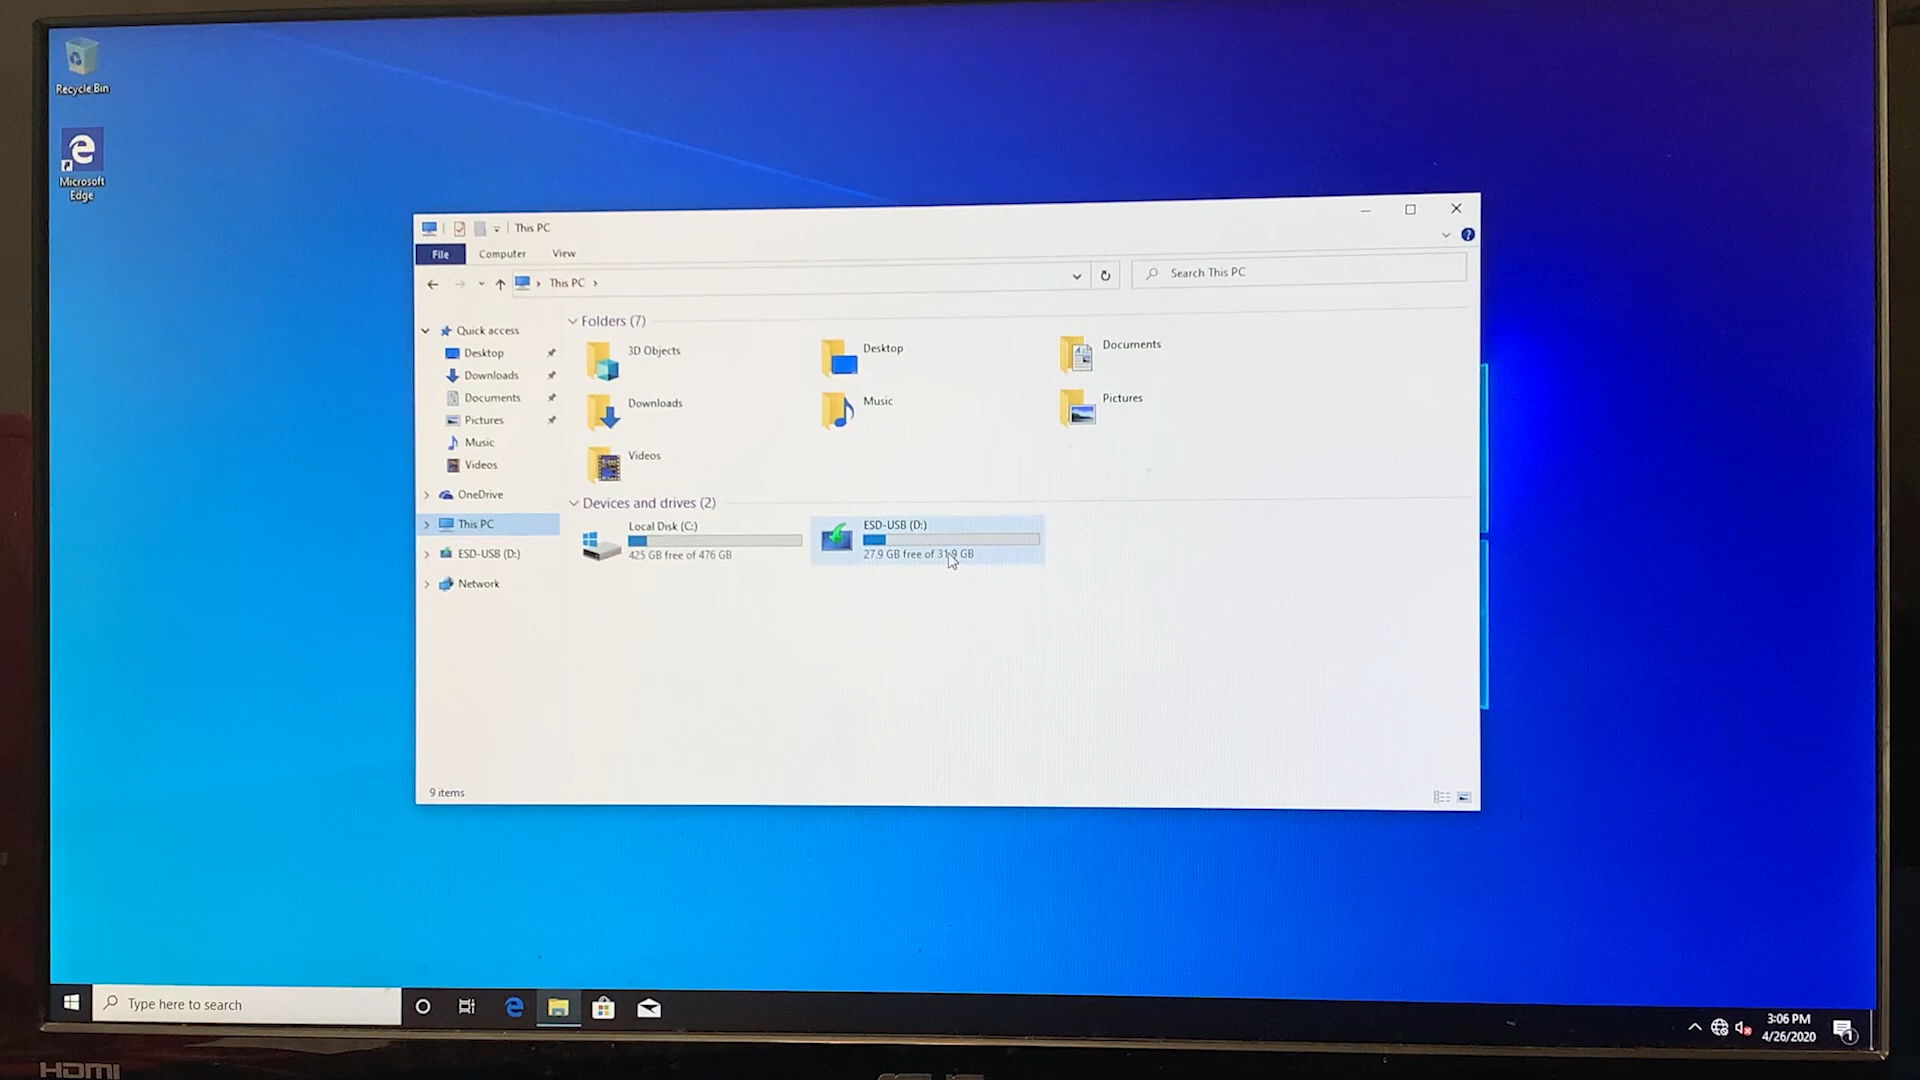 Recycle Bin
Microsoft
Edge
This PC
File
Computer
View
This PC
Search This PC
Quick access
Desktop
Downloads
Documents
Pictures
Music
Videos
OneDrive
This PC
ESD-USB (D:)
Network
Folders (7)
3D Objects
Desktop
Documents
Downloads
Music
Pictures
Videos
Devices and drives (2)
Local Disk (C:)
425 GB free of 476 GB
ESD-USB (D:)
27.9 GB free of 31.9 GB
9 items
Type here to search
3:06 PM
4/26/2020
1
HDMI